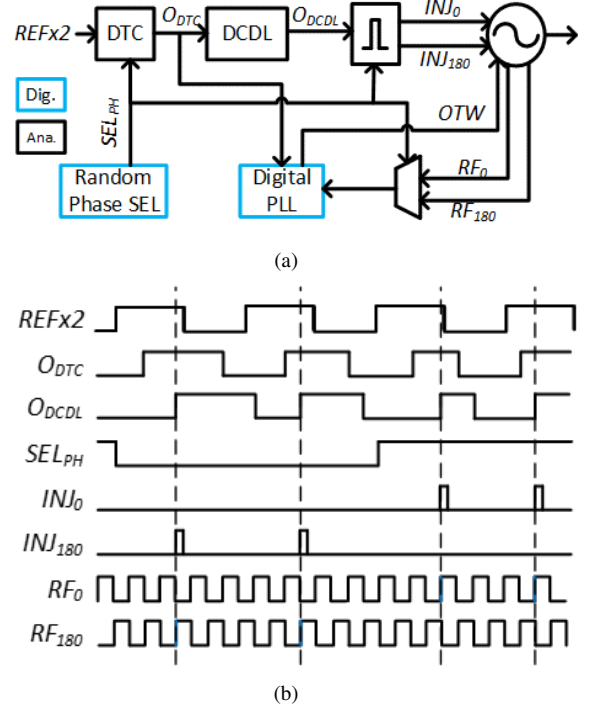 REFx2
DTC
O_DTC
DCDL
O_DCDL
INJ_0
INJ_180
Dig.
Ana.
SEL_PH
OTW
Random
Phase SEL
Digital
PLL
RF_0
RF_180
(a)
REFx2
O_DTC
O_DCDL
SEL_PH
INJ_0
INJ_180
RF_0
RF_180
(b)